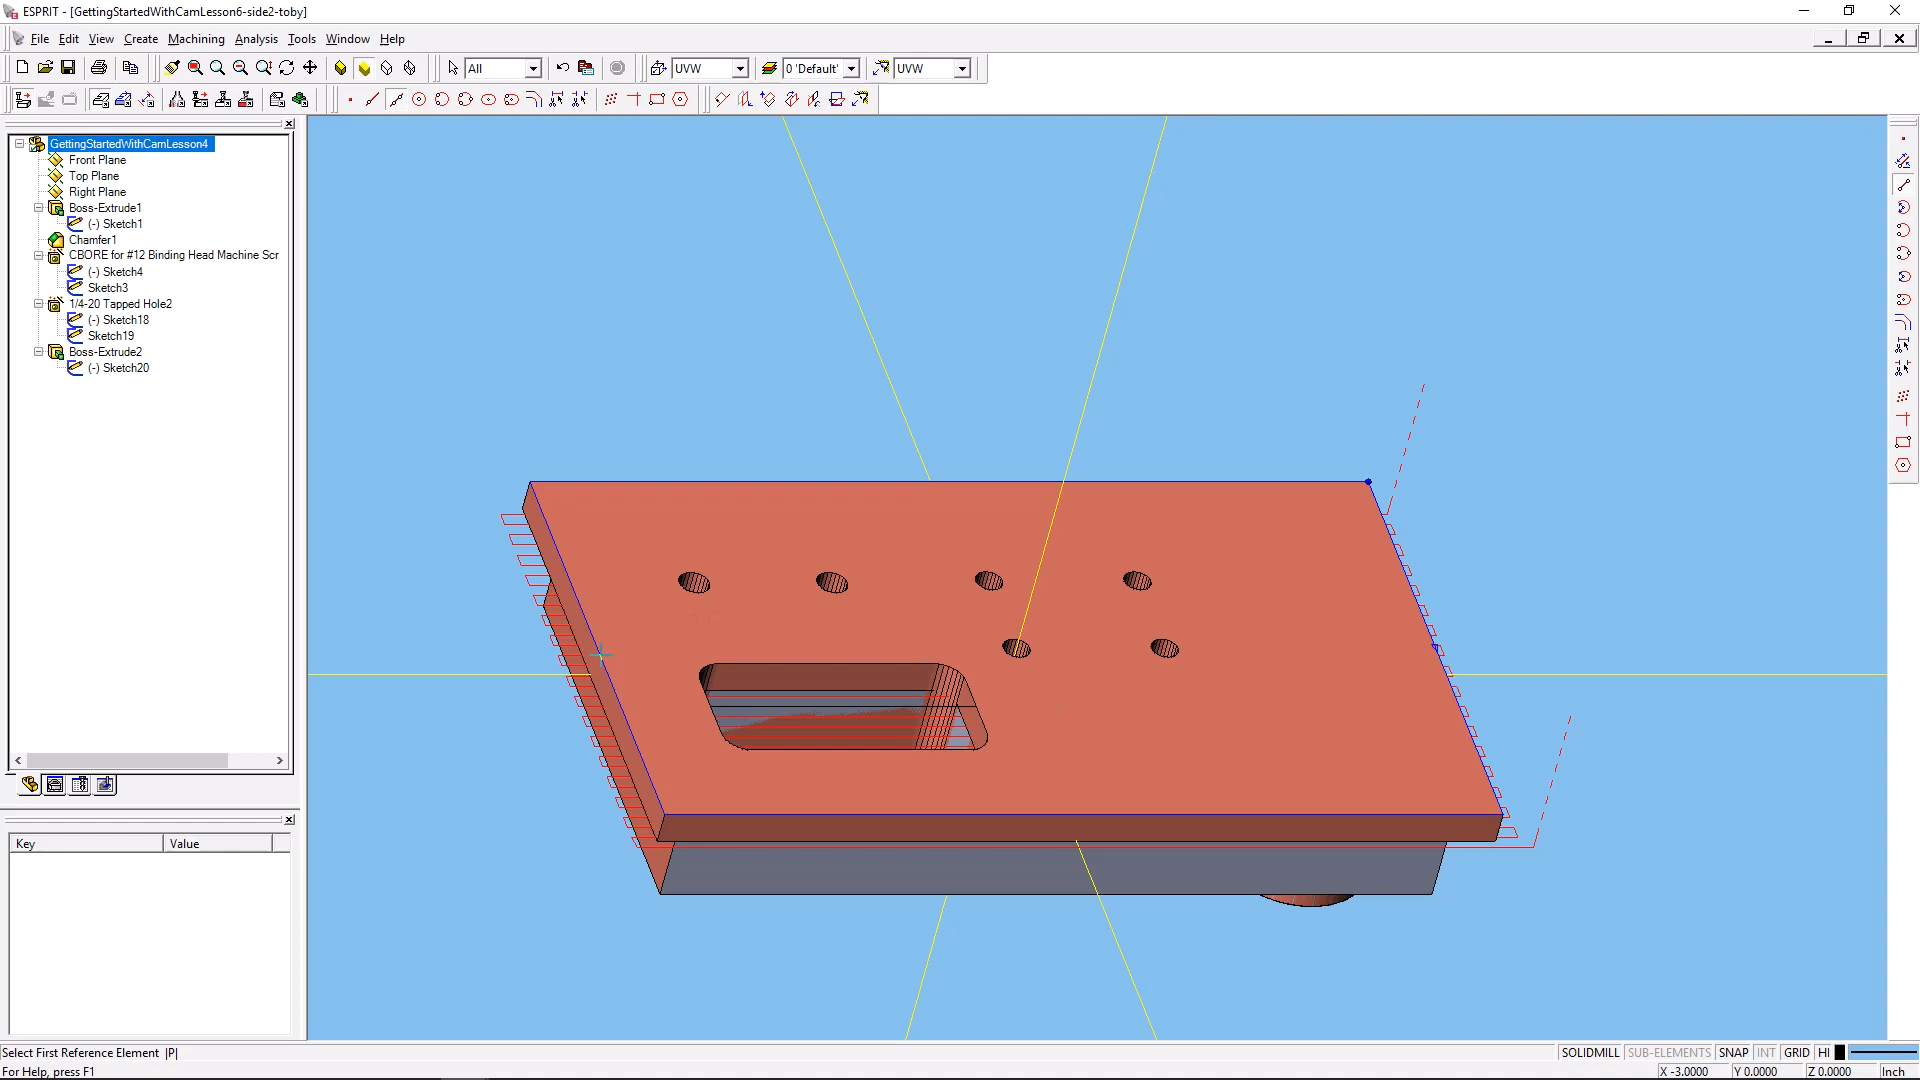 ESPRIT - [GettingStartedWithCamLesson6-side2-toby]
File Edit View Create Machining Analysis Tools Window Help
All UVW 0 'Default' UVW
GettingStartedWithCamLesson4
Front Plane
Top Plane
Right Plane
Boss-Extrude1
(-) Sketch1
Chamfer1
CBORE for #12 Binding Head Machine Scr
(-) Sketch4
Sketch3
1/4-20 Tapped Hole2
(-) Sketch18
Sketch19
Boss-Extrude2
(-) Sketch20
Key Value
Select First Reference Element |P| SOLIDMILL SUB-ELEMENTS SNAP INT GRID HI
For Help, press F1 X -3.0000 Y 0.0000 Z 0.0000 Inch